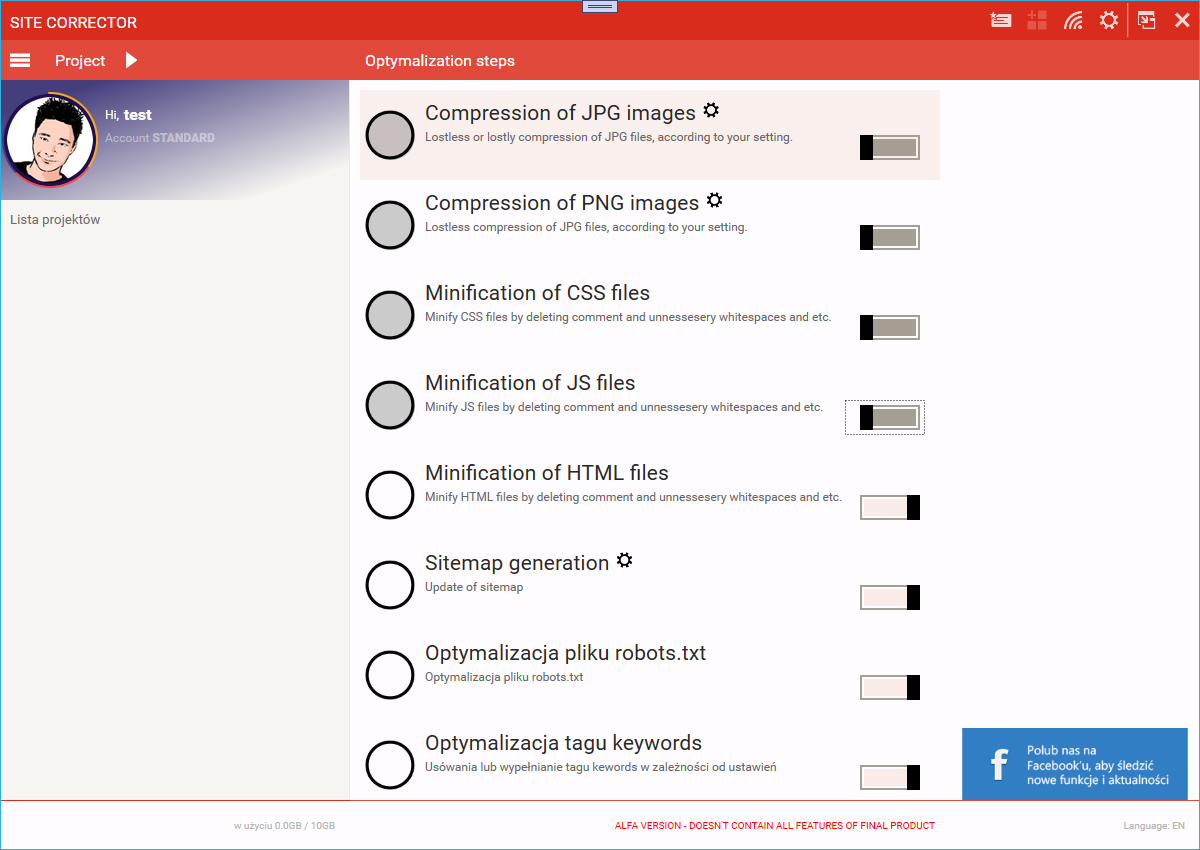 SITE CORRECTOR
Project
Optymalization steps
Hi, test
Account STANDARD
Lista projektów
Compression of JPG images
Lostless or lostly compression of JPG files, according to your setting.
Compression of PNG images
Lostless compression of JPG files, according to your setting.
Minification of CSS files
Minify CSS files by deleting comment and unnessesery whitespaces and etc.
Minification of JS files
Minify JS files by deleting comment and unnessesery whitespaces and etc.
Minification of HTML files
Minify HTML files by deleting comment and unnessesery whitespaces and etc.
Sitemap generation
Update of sitemap
Optymalizacja pliku robots.txt
Optymalizacja pliku robots.txt
Optymalizacja tagu keywords
Usówania lub wypełnianie tagu kewords w zależności od ustawień
f
Polub nas na
Facebook'u, aby śledzić
nowe funkcje i aktualności
w użyciu 0.0GB / 10GB
ALFA VERSION - DOESN'T CONTAIN ALL FEATURES OF FINAL PRODUCT
Language: EN